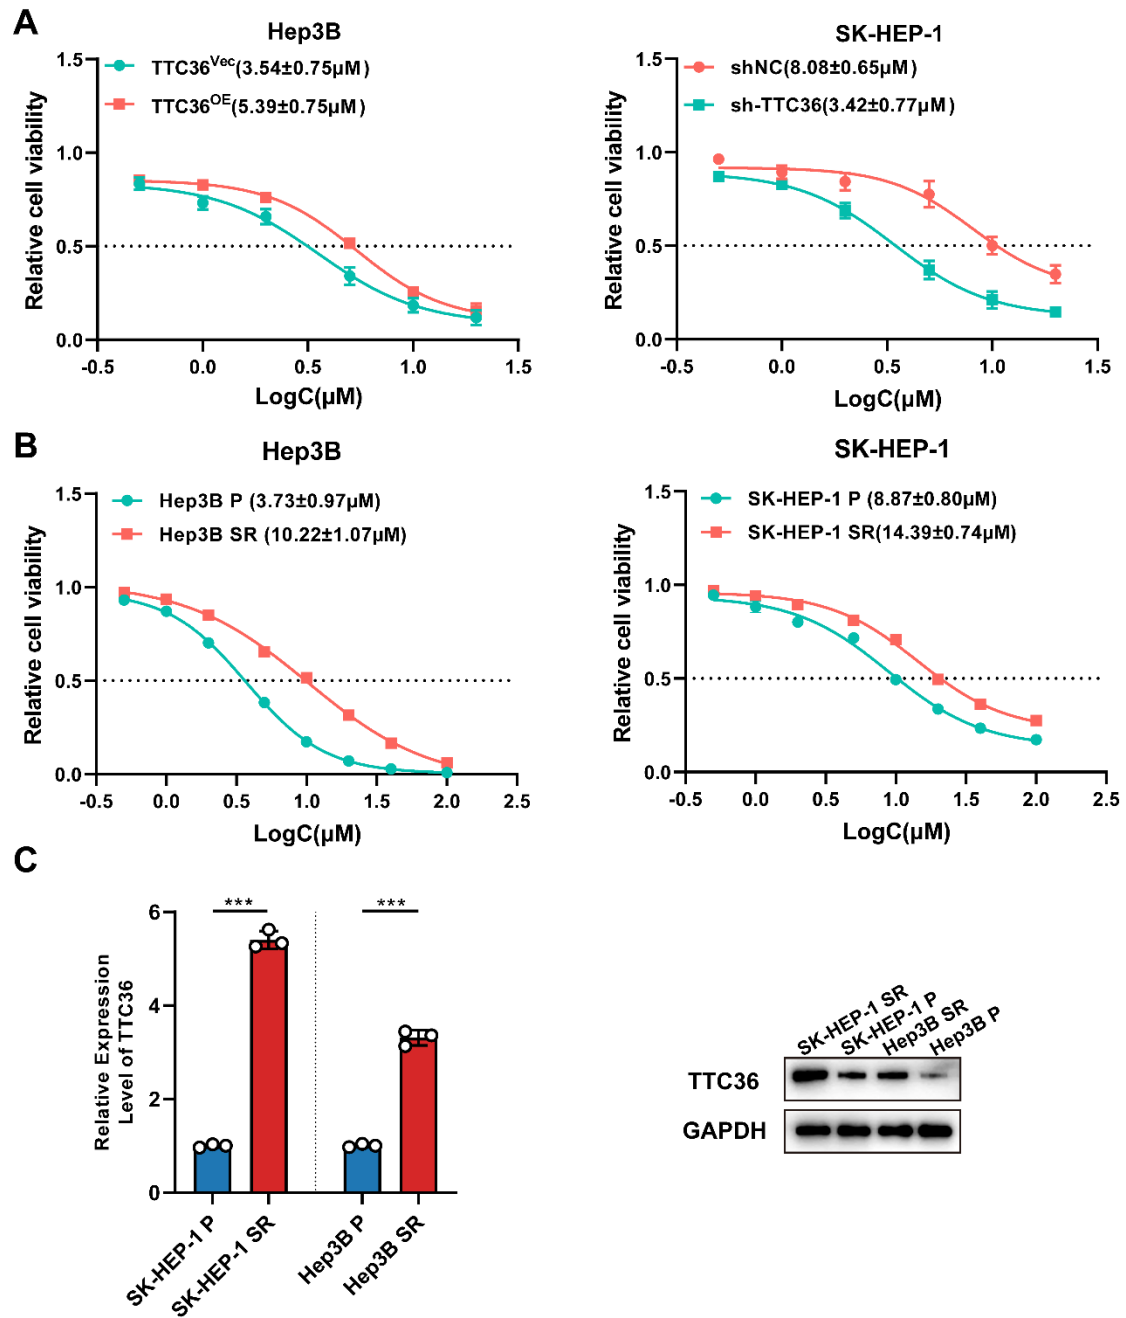 A
Hep3B
TTC36Vec(3.54±0.75μM)
TTC36OE(5.39±0.75μM)
Relative cell viability
1.5
1.0
0.5
0.0
-0.5 0.0 0.5 1.0 1.5
LogC(μM)
SK-HEP-1
shNC(8.08±0.65μM)
sh-TTC36(3.42±0.77μM)
Relative cell viability
1.5
1.0
0.5
0.0
-0.5 0.0 0.5 1.0 1.5
LogC(μM)
B
Hep3B
Hep3B P (3.73±0.97μM)
Hep3B SR (10.22±1.07μM)
Relative cell viability
1.5
1.0
0.5
0.0
-0.5 0.0 0.5 1.0 1.5 2.0 2.5
LogC(μM)
SK-HEP-1
SK-HEP-1 P (8.87±0.80μM)
SK-HEP-1 SR(14.39±0.74μM)
Relative cell viability
1.5
1.0
0.5
0.0
-0.5 0.0 0.5 1.0 1.5 2.0 2.5
LogC(μM)
C
Relative Expression
Level of TTC36
6
4
2
0
*** ***
SK-HEP-1 P
SK-HEP-1 SR
Hep3B P
Hep3B SR
SK-HEP-1 SR
SK-HEP-1 P
Hep3B SR
Hep3B P
TTC36
GAPDH